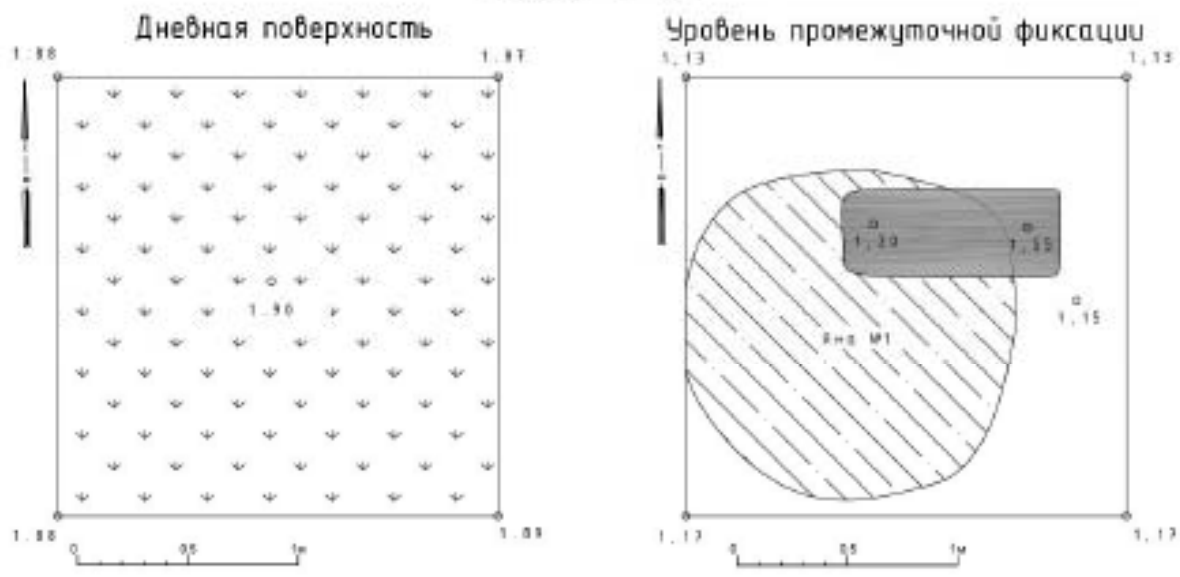 Дневная поверхность
Уровень промежуточной фиксации
1.88
1.87
1,13
1,13
1,20
1,55
1.90
1,15
Яма №1
1.88
1.89
1,17
1,17
0 0,5 1м
0 0,5 1м